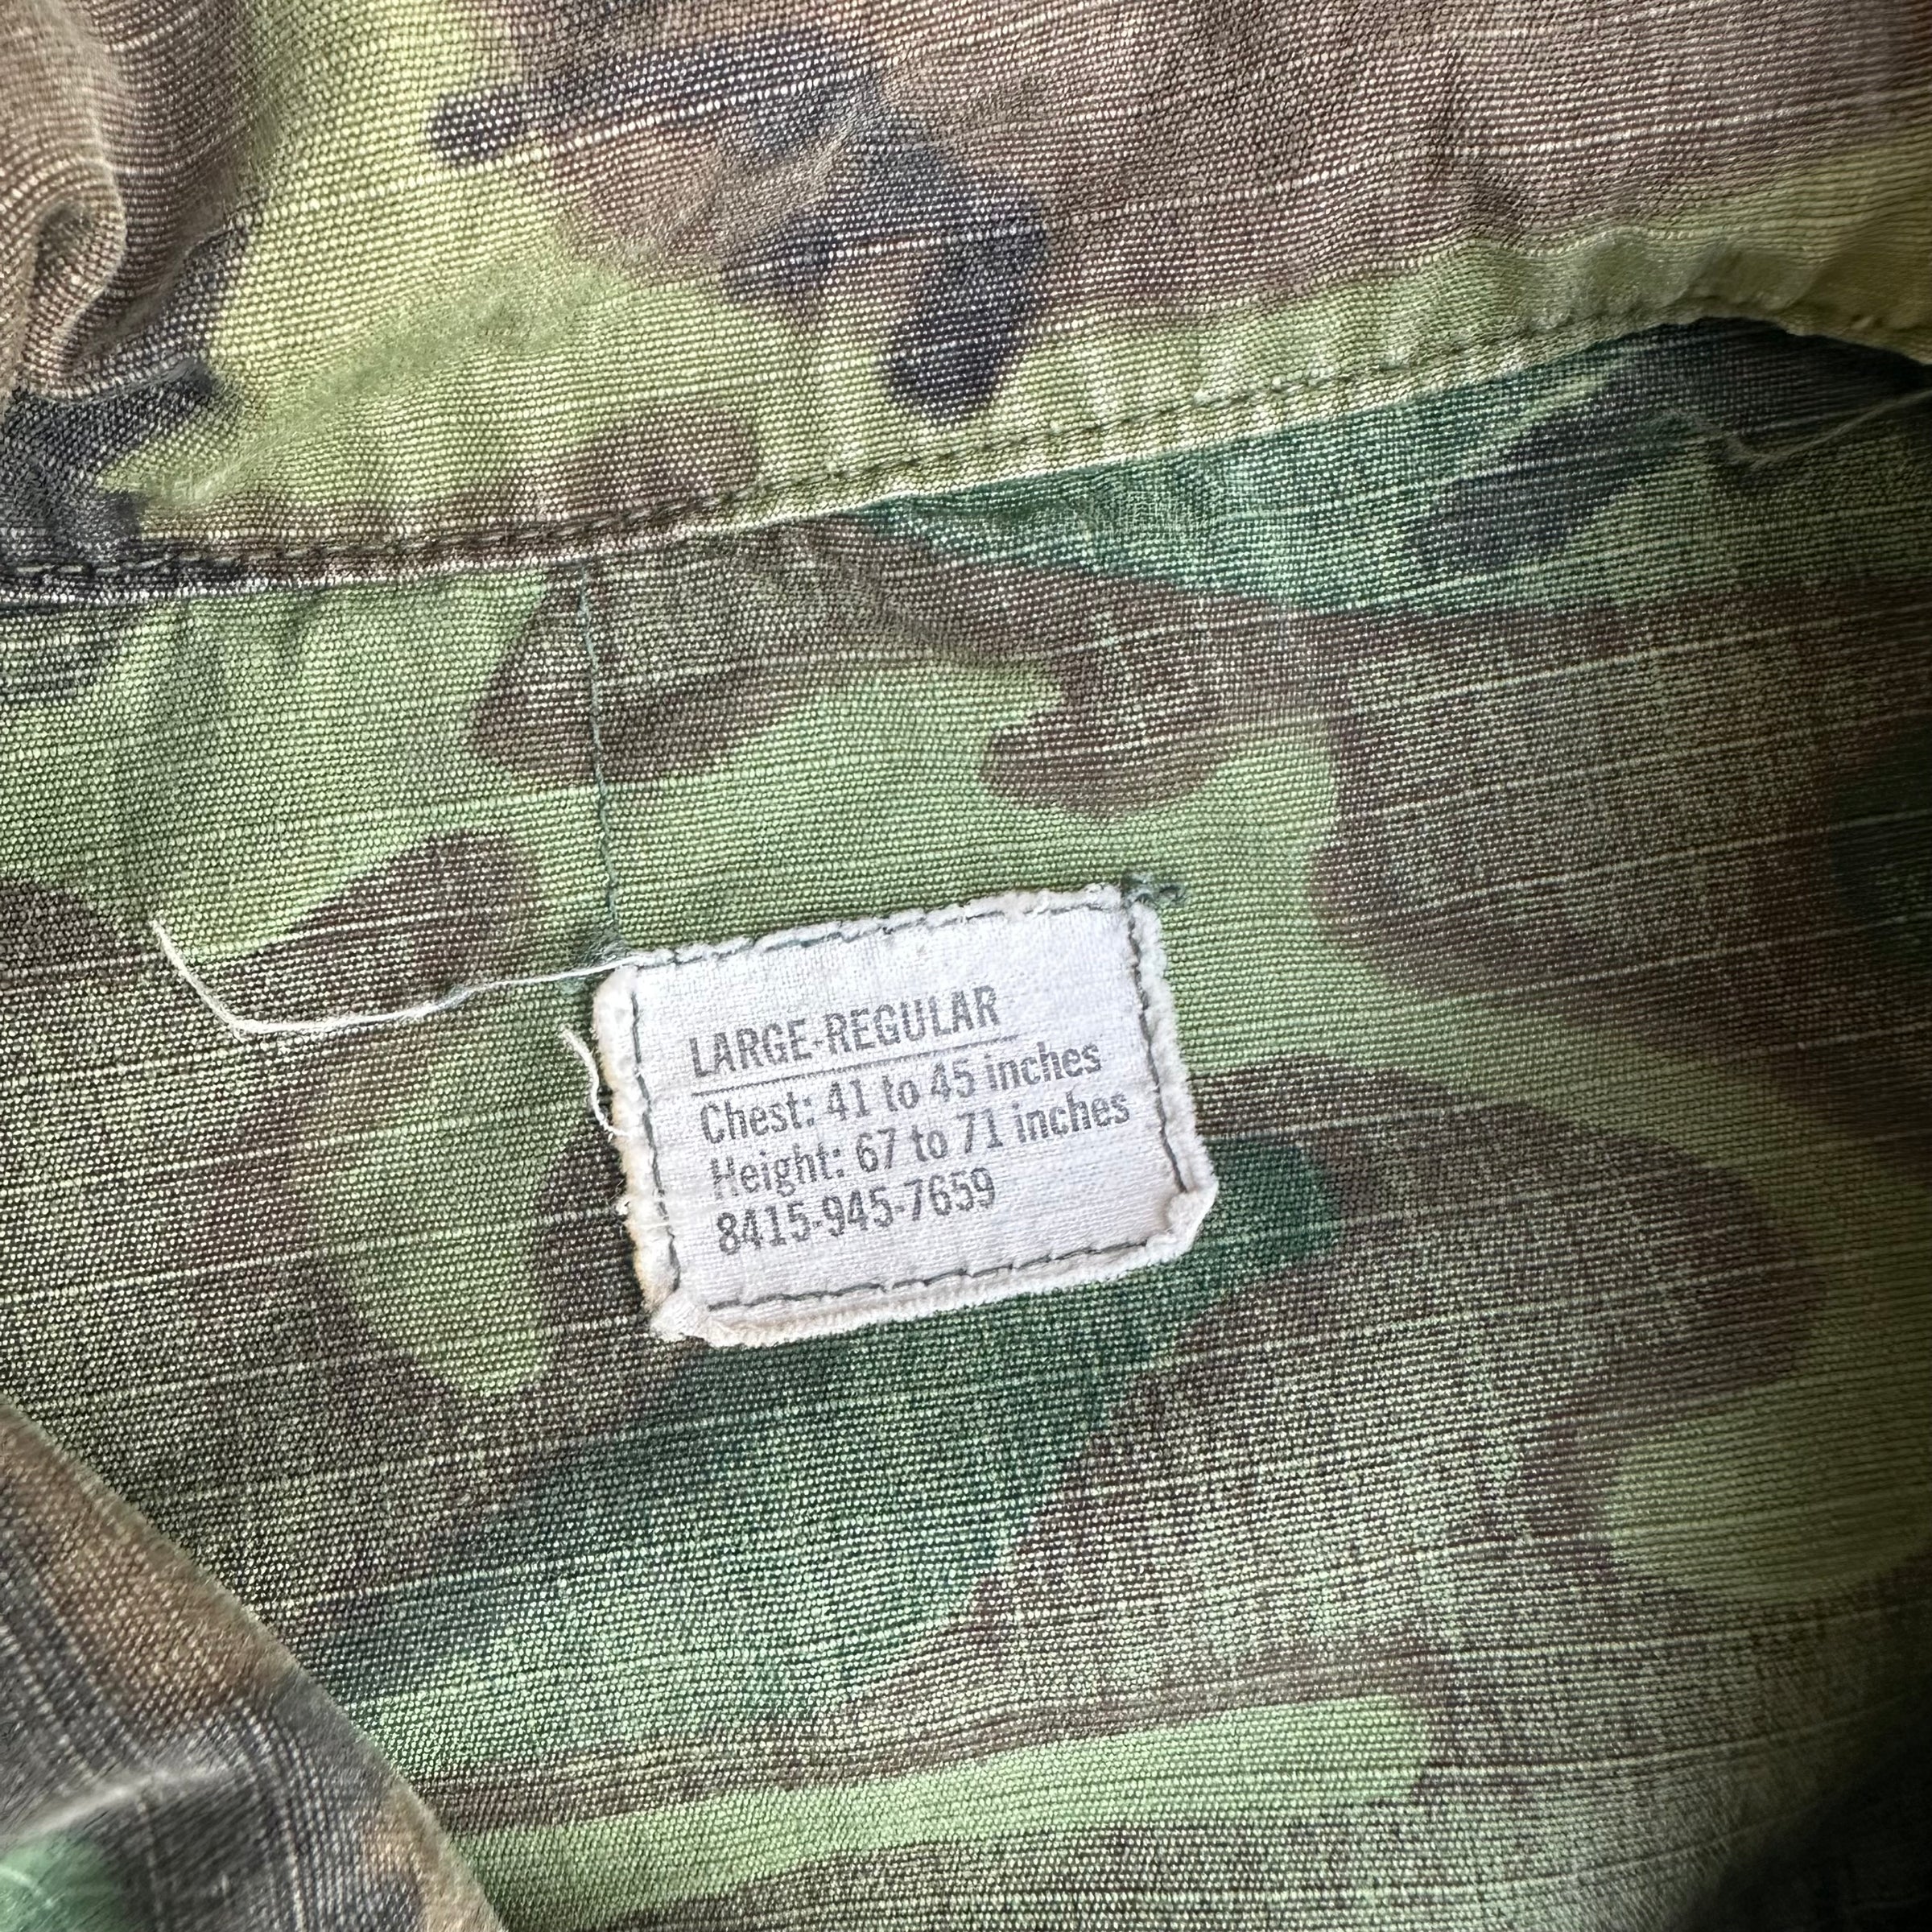 LARGE-REGULAR
Chest: 41 to 45 inches
Height: 67 to 71 inches
8415-945-7659